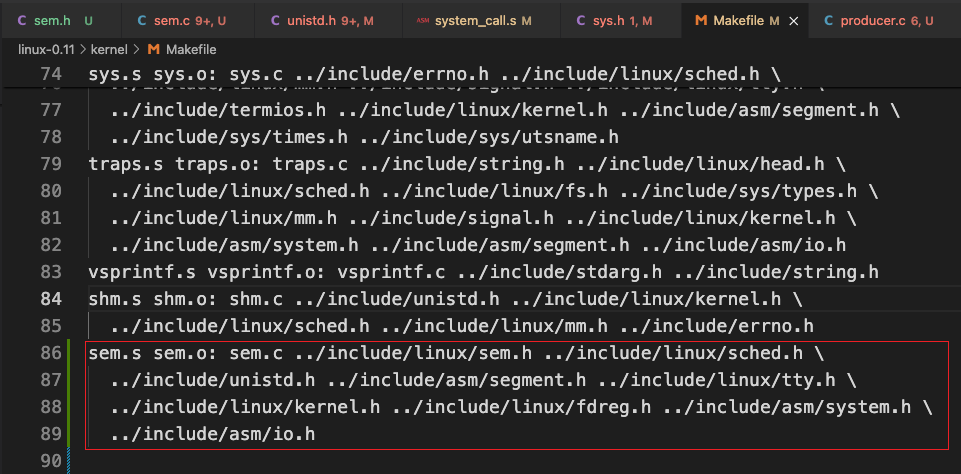 C sem.h U C sem.c 9+, U C unistd.h 9+, M ASM system_call.s M C sys.h 1, M M Makefile M × C producer.c 6, U
linux-0.11 > kernel > M Makefile
74 sys.s sys.o: sys.c ../include/errno.h ../include/linux/sched.h \
77 ../include/termios.h ../include/linux/kernel.h ../include/asm/segment.h \
78 ../include/sys/times.h ../include/sys/utsname.h
79 traps.s traps.o: traps.c ../include/string.h ../include/linux/head.h \
80 ../include/linux/sched.h ../include/linux/fs.h ../include/sys/types.h \
81 ../include/linux/mm.h ../include/signal.h ../include/linux/kernel.h \
82 ../include/asm/system.h ../include/asm/segment.h ../include/asm/io.h
83 vsprintf.s vsprintf.o: vsprintf.c ../include/stdarg.h ../include/string.h
84 shm.s shm.o: shm.c ../include/unistd.h ../include/linux/kernel.h \
85 ../include/linux/sched.h ../include/linux/mm.h ../include/errno.h
86 sem.s sem.o: sem.c ../include/linux/sem.h ../include/linux/sched.h \
87 ../include/unistd.h ../include/asm/segment.h ../include/linux/tty.h \
88 ../include/linux/kernel.h ../include/linux/fdreg.h ../include/asm/system.h \
89 ../include/asm/io.h
90